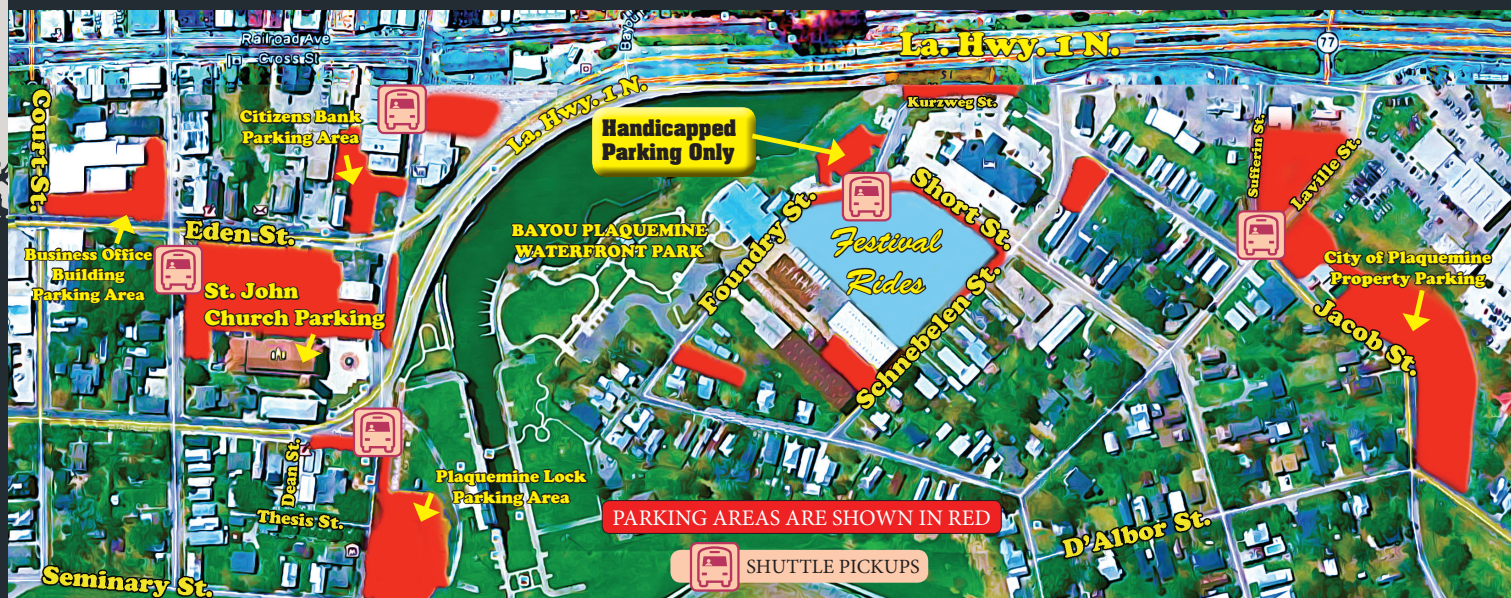 Railroad Ave
Cross St
Bayou
La. Hwy. 1 N.
77
Court St.
Citizens Bank
Parking Area
La. Hwy. 1 N.
Handicapped
Parking Only
Kurzweg St.
Sufferin St.
Laville St.
Eden St.
Business Office
Building
Parking Area
St. John
Church Parking
BAYOU PLAQUEMINE
WATERFRONT PARK
Foundry St.
Short St.
Festival
Rides
Schnebelen St.
City of Plaquemine
Property Parking
Jacob St.
Dean St.
Thesis St.
Plaquemine Lock
Parking Area
Seminary St.
D'Albor St.
PARKING AREAS ARE SHOWN IN RED
SHUTTLE PICKUPS